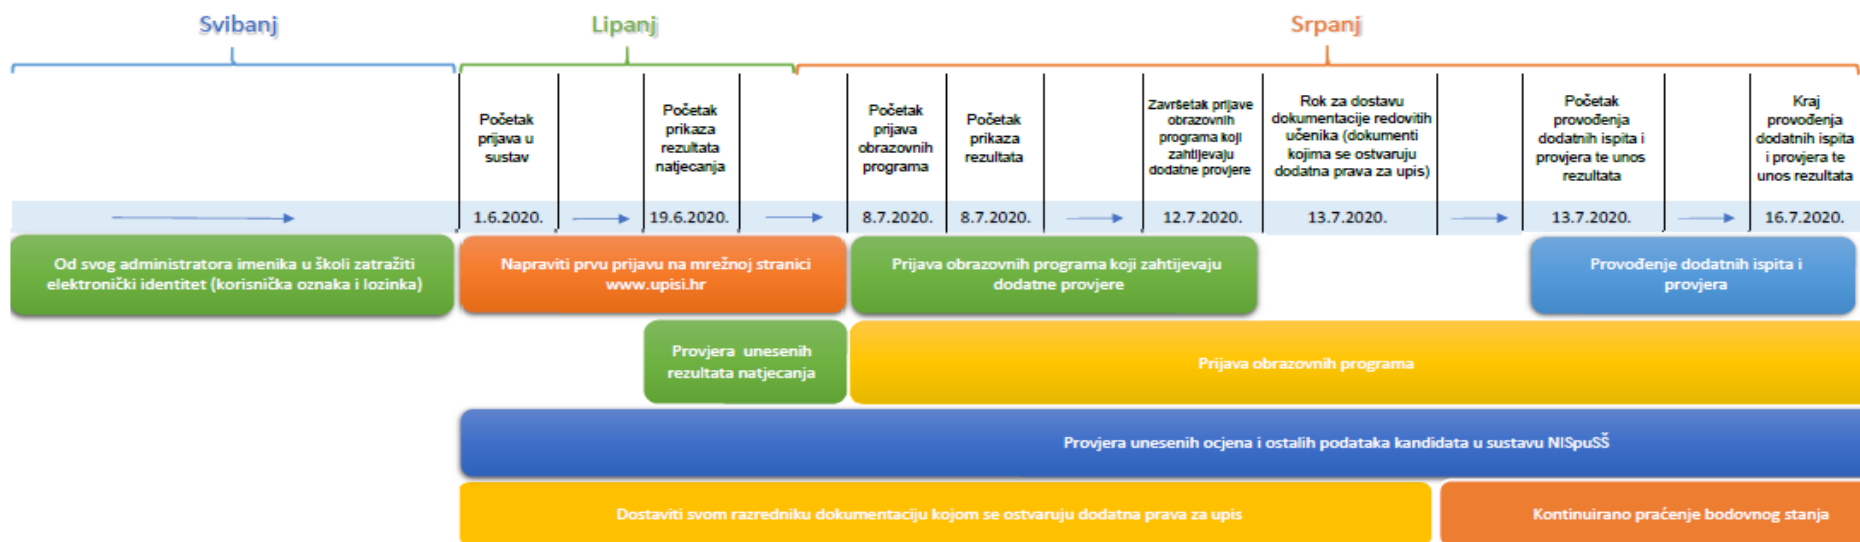 Svibanj
Lipanj
Srpanj
Početak
prijava u
sustav
Početak
prikaza
rezultata
natjecanja
Početak
prijava
obrazovnih
programa
Početak
prikaza
rezultata
Završetak prijave
obrazovnih
programa koji
zahtijevaju
dodatne provjere
Rok za dostavu
dokumentacije redovitih
učenika (dokumenti
kojima se ostvaruju
dodatna prava za upis)
Početak
provođenja
dodatnih ispita i
provjera te unos
rezultata
Kraj
provođenja
dodatnih ispita
i provjera te
unos rezultata
1.6.2020.
19.6.2020.
8.7.2020.
8.7.2020.
12.7.2020.
13.7.2020.
13.7.2020.
16.7.2020.
Od svog administratora imenika u školi zatražiti
elektronički identitet (korisnička oznaka i lozinka)
Napraviti prvu prijavu na mrežnoj stranici
www.upisi.hr
Prijava obrazovnih programa koji zahtijevaju
dodatne provjere
Provođenje dodatnih ispita i
provjera
Provjera unesenih
rezultata natjecanja
Prijava obrazovnih programa
Provjera unesenih ocjena i ostalih podataka kandidata u sustavu NISpuSŠ
Dostaviti svom razredniku dokumentaciju kojom se ostvaruju dodatna prava za upis
Kontinuirano praćenje bodovnog stanja